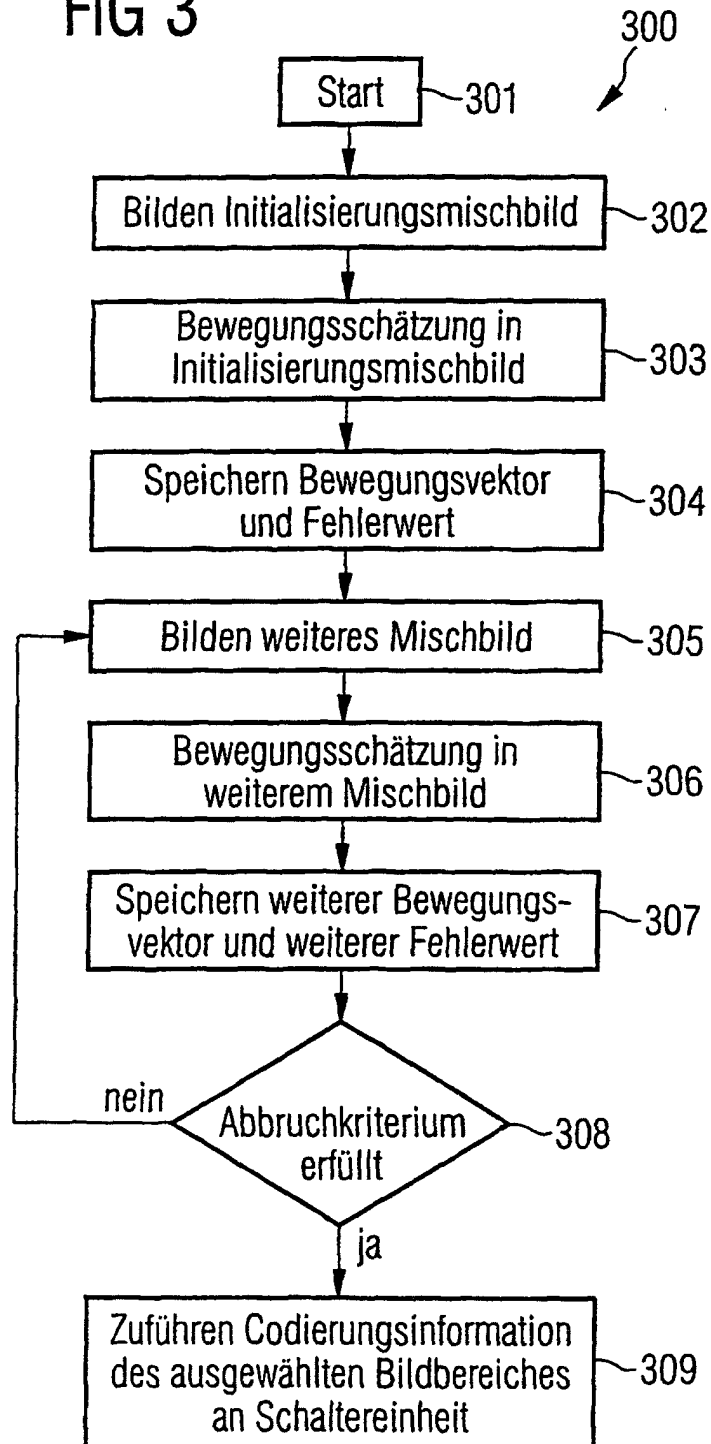 FIG 3
300
Start
301
Bilden Initialisierungsmischbild
302
Bewegungsschätzung in
Initialisierungsmischbild
303
Speichern Bewegungsvektor
und Fehlerwert
304
Bilden weiteres Mischbild
305
Bewegungsschätzung in
weiterem Mischbild
306
Speichern weiterer Bewegungs-
vektor und weiterer Fehlerwert
307
nein
Abbruchkriterium
erfüllt
308
ja
Zuführen Codierungsinformation
des ausgewählten Bildbereiches
an Schaltereinheit
309